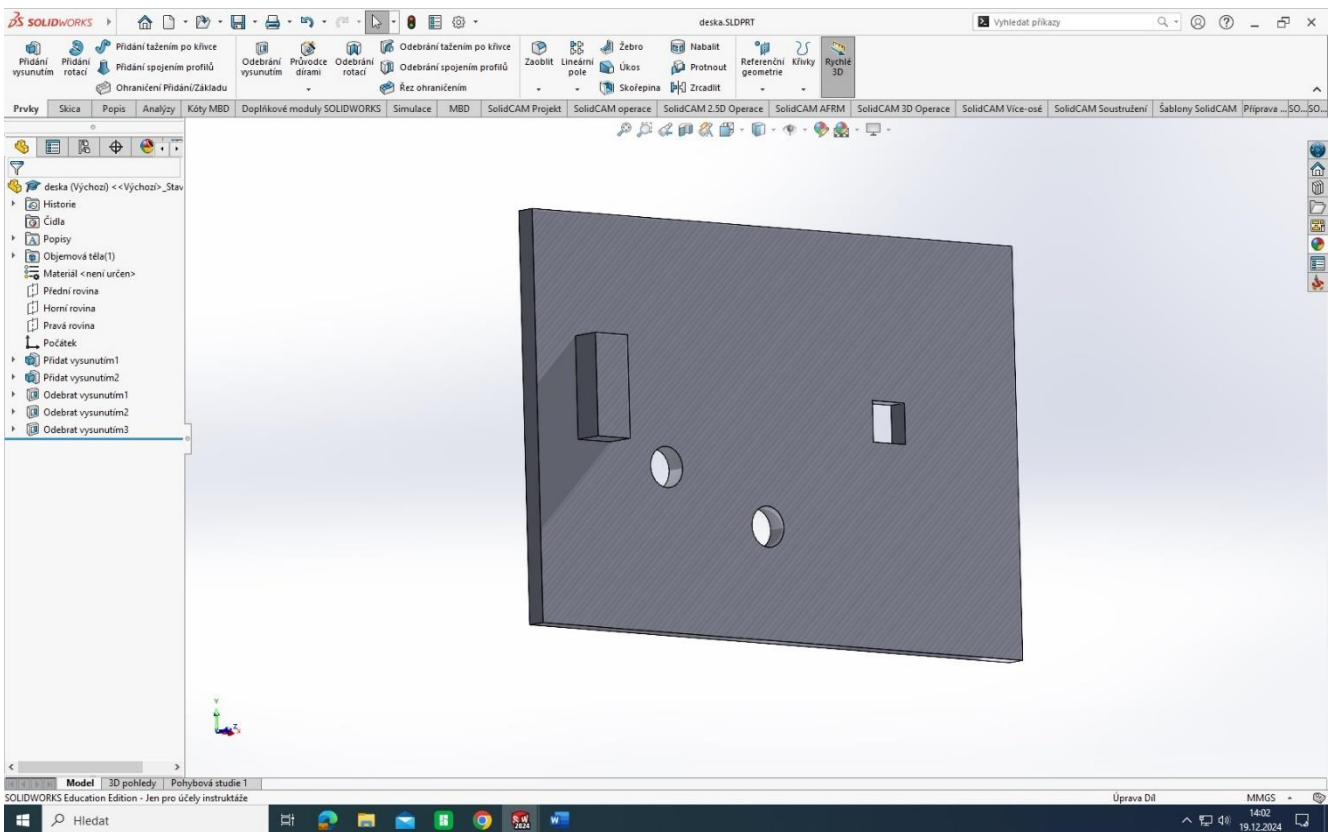 SOLIDWORKS
deska.SLDPRT
Vyhledat příkazy
Přidání vysunutím
Přidání rotací
Přidání tažením po křivce
Přidání spojením profilů
Ohraničení Přidání/Základu
Odebrání vysunutím
Průvodce dírami
Odebrání rotací
Odebrání tažením po křivce
Odebrání spojením profilů
Řez ohraničením
Zaoblit
Lineární pole
Žebro
Úkos
Skořepina
Nabalit
Protnout
Zrcadlit
Referenční geometrie
Křivky
Rychlé 3D
Prvky Skica Popis Analýzy Kóty MBD Doplňkové moduly SOLIDWORKS Simulace MBD SolidCAM Projekt SolidCAM operace SolidCAM 2.5D Operace SolidCAM AFRM SolidCAM 3D Operace SolidCAM Více-osé SolidCAM Soustružení Šablony SolidCAM Příprava ... SO... SO...
deska (Výchozí) <<Výchozí>_Stav
Historie
Čidla
Popisy
Objemová těla(1)
Materiál <není určen>
Přední rovina
Horní rovina
Pravá rovina
Počátek
Přidat vysunutím1
Přidat vysunutím2
Odebrat vysunutím1
Odebrat vysunutím2
Odebrat vysunutím3
Y
Z
Model 3D pohledy Pohybová studie 1
SOLIDWORKS Education Edition - Jen pro účely instruktáže
Úprava Díl
MMGS
Hledat
14:02
19.12.2024